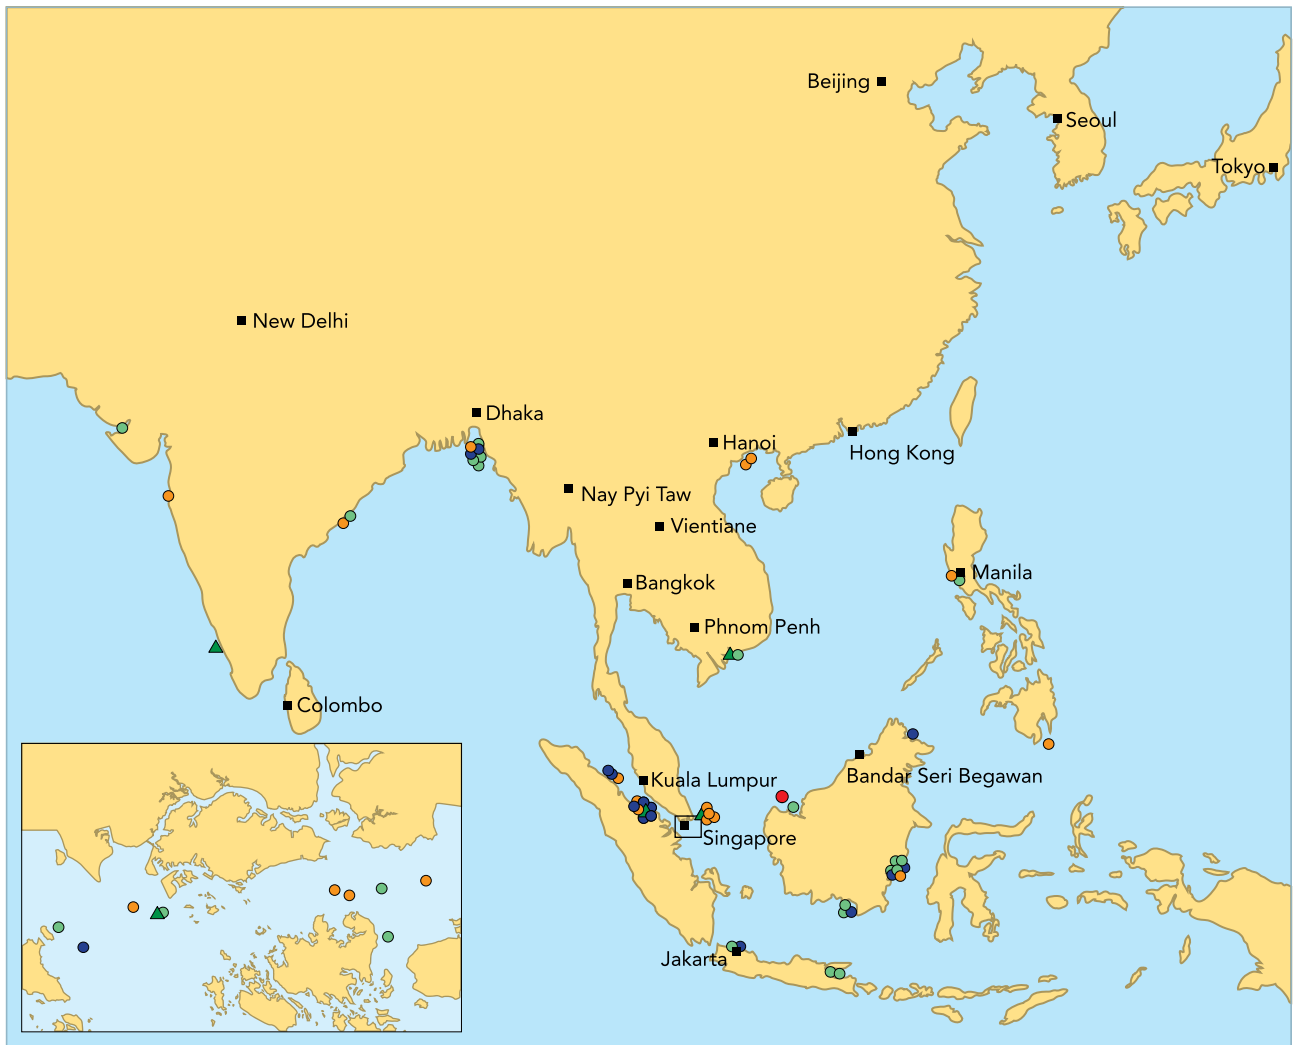 Beijing
Seoul
Tokyo
New Delhi
Dhaka
Hanoi
Hong Kong
Nay Pyi Taw
Vientiane
Manila
Bangkok
Phnom Penh
Colombo
Kuala Lumpur
Bandar Seri Begawan
Singapore
Jakarta